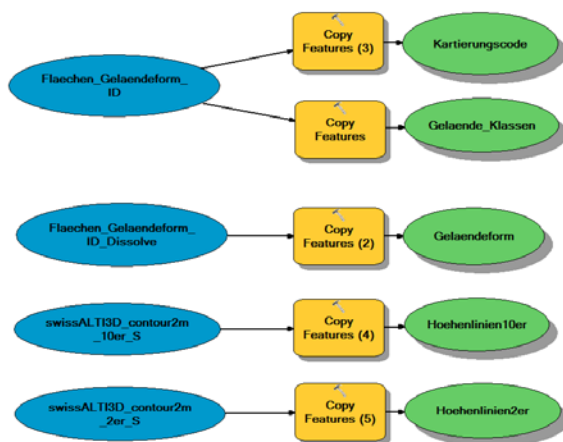 Flaechen_Gelaendeform_
ID
Copy
Features (3)
Kartierungscode
Copy
Features
Gelaende_Klassen
Flaechen_Gelaendeform_
ID_Dissolve
Copy
Features (2)
Gelaendeform
swissALTI3D_contour2m
_10er_S
Copy
Features (4)
Hoehenlinien10er
swissALTI3D_contour2m
_2er_S
Copy
Features (5)
Hoehenlinien2er